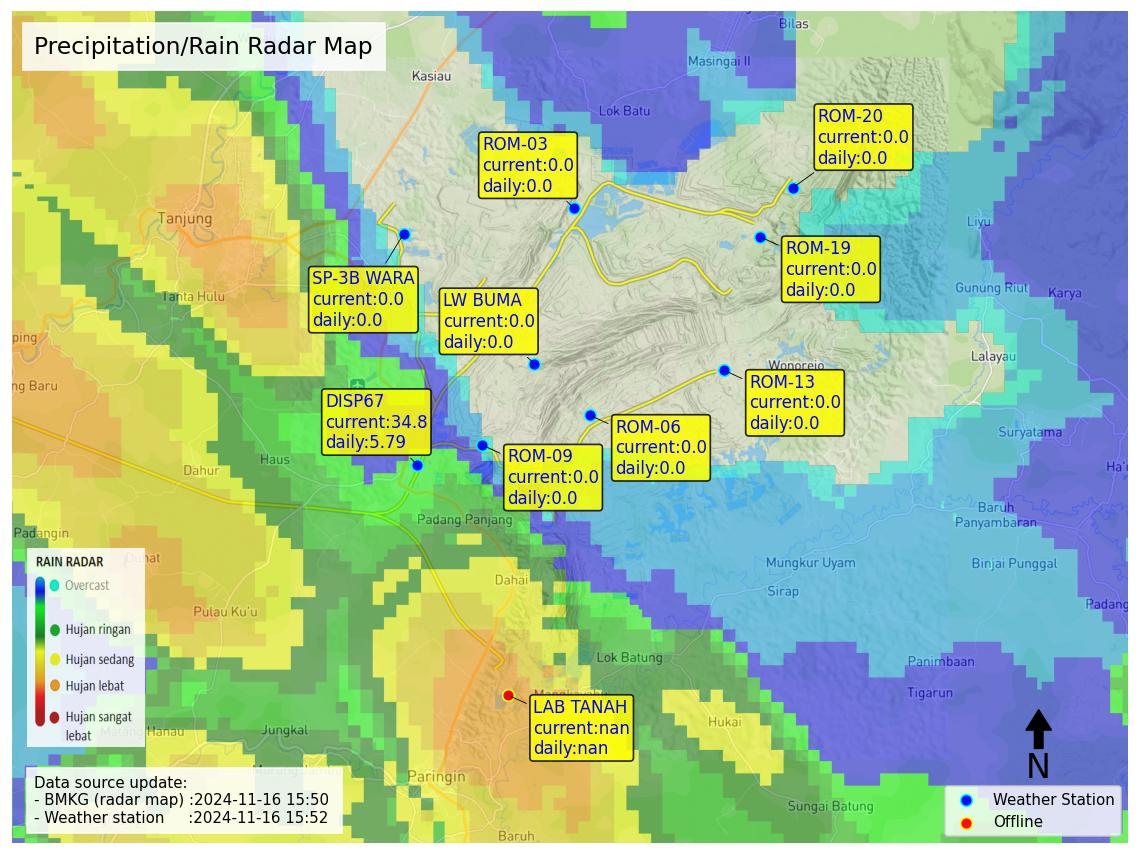 Precipitation/Rain Radar Map
Bilas
Masingai II
Kasiau
Lok Batu
ROM-20
current:0.0
daily:0.0
ROM-03
current:0.0
daily:0.0
Tanjung
Liyu
ROM-19
current:0.0
daily:0.0
SP-3B WARA
current:0.0
daily:0.0
Tanta Hulu
LW BUMA
current:0.0
daily:0.0
Gunung Riut
Karya
ping
Lalayau
Wonorejo
ng Baru
ROM-13
current:0.0
daily:0.0
DISP67
current:34.8
daily:5.79
ROM-06
current:0.0
daily:0.0
Suryatama
Haus
Dahur
ROM-09
current:0.0
daily:0.0
Ha'u
Baruh
Panyambaran
Padang Panjang
Padangin
Mungkur Uyam
Binjai Punggal
Dahai
Sirap
Padang
RAIN RADAR
Overcast
Hujan ringan
Hujan sedang
Hujan lebat
Hujan sangat
lebat
Pulau Ku'u
Lok Batung
Panimbaan
Tigarun
LAB TANAH
current:nan
daily:nan
Hukai
Manau
Jungkal
Paringin
Sungai Batung
Baruh
N
Data source update:
- BMKG (radar map) :2024-11-16 15:50
- Weather station :2024-11-16 15:52
Weather Station
Offline